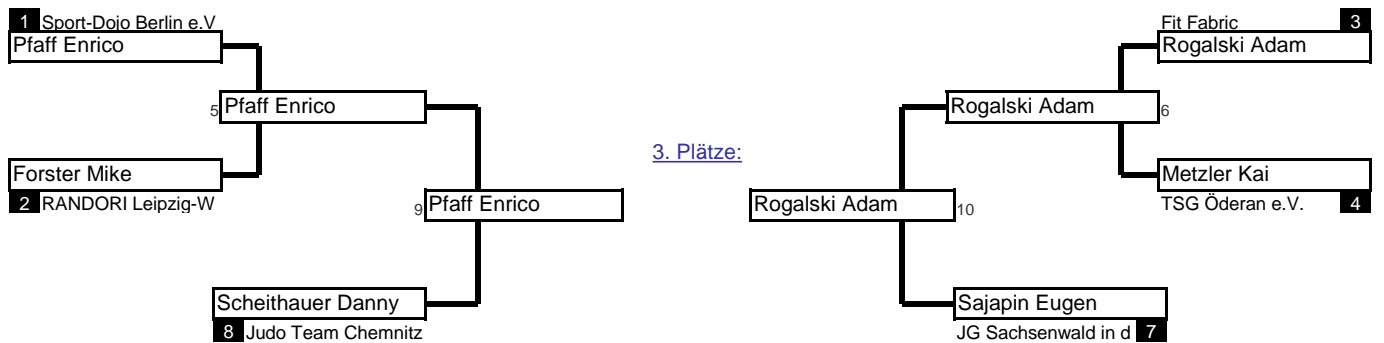 1 Sport-Dojo Berlin e.V
Pfaff Enrico
5 Pfaff Enrico
Forster Mike
2 RANDORI Leipzig-W
9 Pfaff Enrico
Scheithauer Danny
8 Judo Team Chemnitz
3. Plätze:
Fit Fabric 3
Rogalski Adam
Rogalski Adam 6
Metzler Kai
TSG Öderan e.V. 4
Rogalski Adam 10
Sajapin Eugen
JG Sachsenwald in d 7